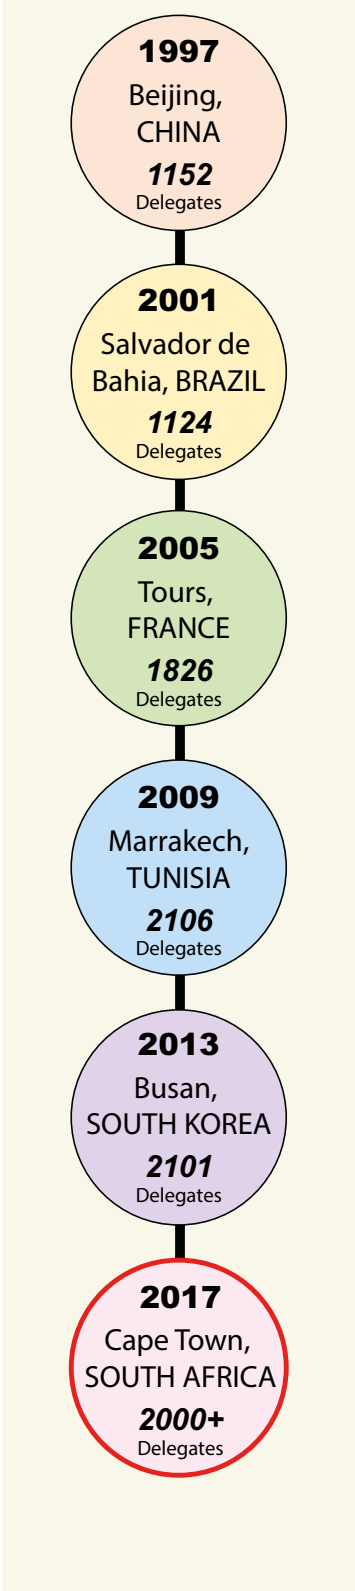 1997
Beijing,
CHINA
1152
Delegates
2001
Salvador de
Bahia, BRAZIL
1124
Delegates
2005
Tours,
FRANCE
1826
Delegates
2009
Marrakech,
TUNISIA
2106
Delegates
2013
Busan,
SOUTH KOREA
2101
Delegates
2017
Cape Town,
SOUTH AFRICA
2000+
Delegates